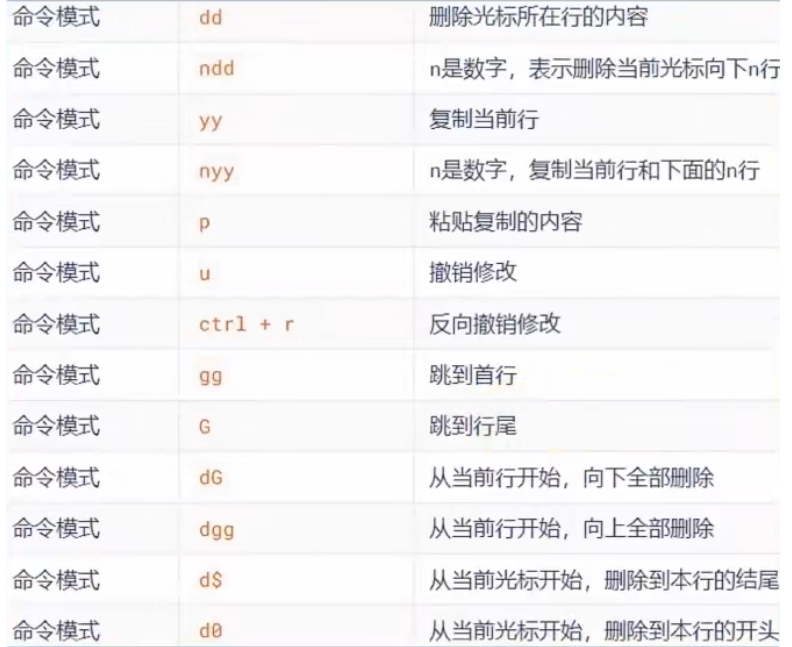 命令模式 dd 删除光标所在行的内容
命令模式 ndd n是数字，表示删除当前光标向下n行
命令模式 yy 复制当前行
命令模式 nyy n是数字，复制当前行和下面的n行
命令模式 p 粘贴复制的内容
命令模式 u 撤销修改
命令模式 ctrl + r 反向撤销修改
命令模式 gg 跳到首行
命令模式 G 跳到行尾
命令模式 dG 从当前行开始，向下全部删除
命令模式 dgg 从当前行开始，向上全部删除
命令模式 d$ 从当前光标开始，删除到本行的结尾
命令模式 d0 从当前光标开始，删除到本行的开头